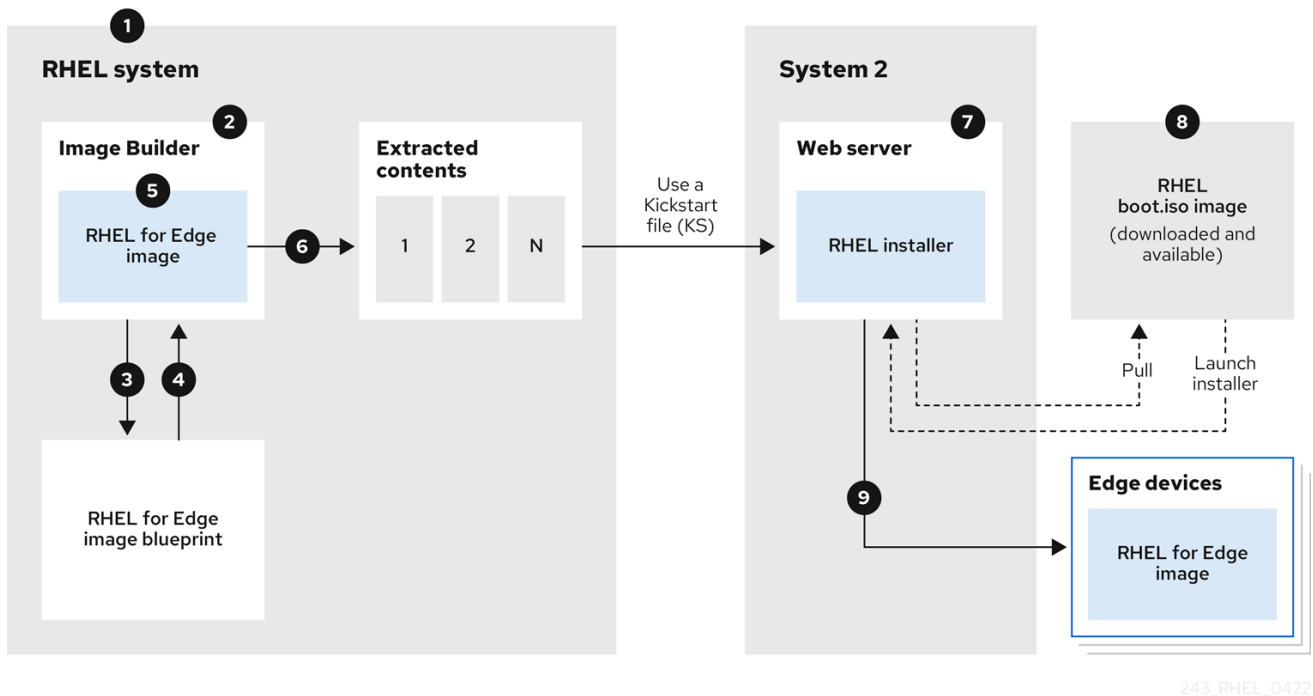 1
RHEL system
System 2
2
Image Builder
5
RHEL for Edge
image
6
Extracted
contents
1
2
N
Use a
Kickstart
file (KS)
7
Web server
RHEL installer
8
RHEL
boot.iso image
(downloaded and
available)
3
4
Pull
Launch
installer
RHEL for Edge
image blueprint
9
Edge devices
RHEL for Edge
image
243_RHEL_0422